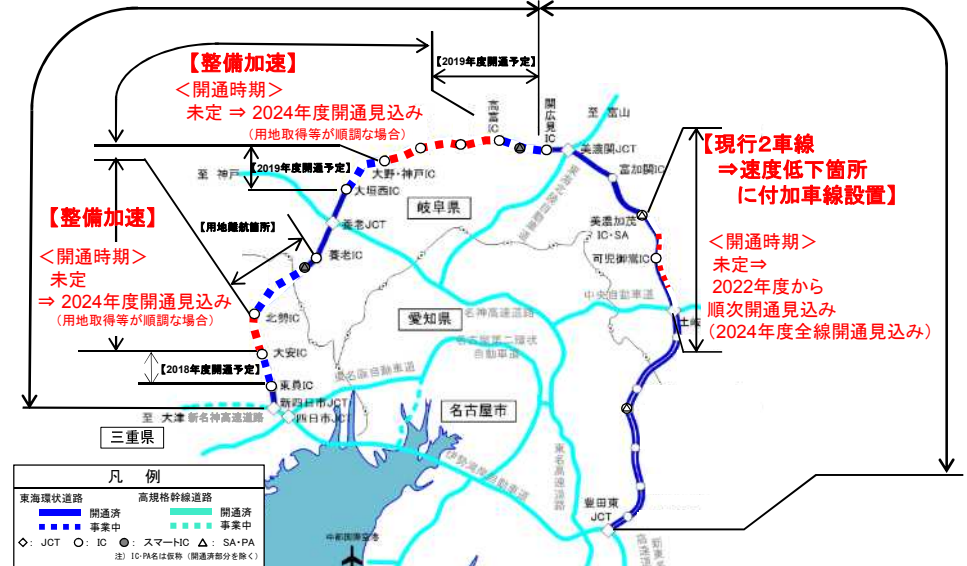 【整備加速】
＜開通時期＞
未定 ⇒ 2024年度開通見込み
(用地取得等が順調な場合)
【2019年度開通予定】
高富IC
関広見IC
至 富山
美濃関JCT
富加関IC
【現行2車線
⇒速度低下箇所
に付加車線設置】
至 神戸
【2019年度開通予定】
大野・神戸IC
大垣西IC
岐阜県
東海北陸自動車道
美濃加茂
IC・SA
【整備加速】
【用地難航箇所】
養老JCT
養老IC
可児御嵩IC
＜開通時期＞
未定
⇒ 2024年度開通見込み
(用地取得等が順調な場合)
＜開通時期＞
未定⇒
2022年度から
順次開通見込み
(2024年度全線開通見込み)
中央自動車道
北勢IC
愛知県
名神高速道路
土岐
名古屋第二環状
自動車道
大安IC
【2018年度開通予定】
東名阪自動車道
東員IC
新四日市JCT
名古屋市
至 大津
新名神高速道路
四日市JCT
三重県
伊勢湾岸自動車道
東名高速道路
豊田東
JCT
新東名
高速道路
中部国際空港
凡 例
東海環状道路
高規格幹線道路
開通済
開通済
事業中
事業中
◇: JCT ○: IC ◎: スマートIC △: SA・PA
注) IC・PA名は仮称 (開通済部分を除く)